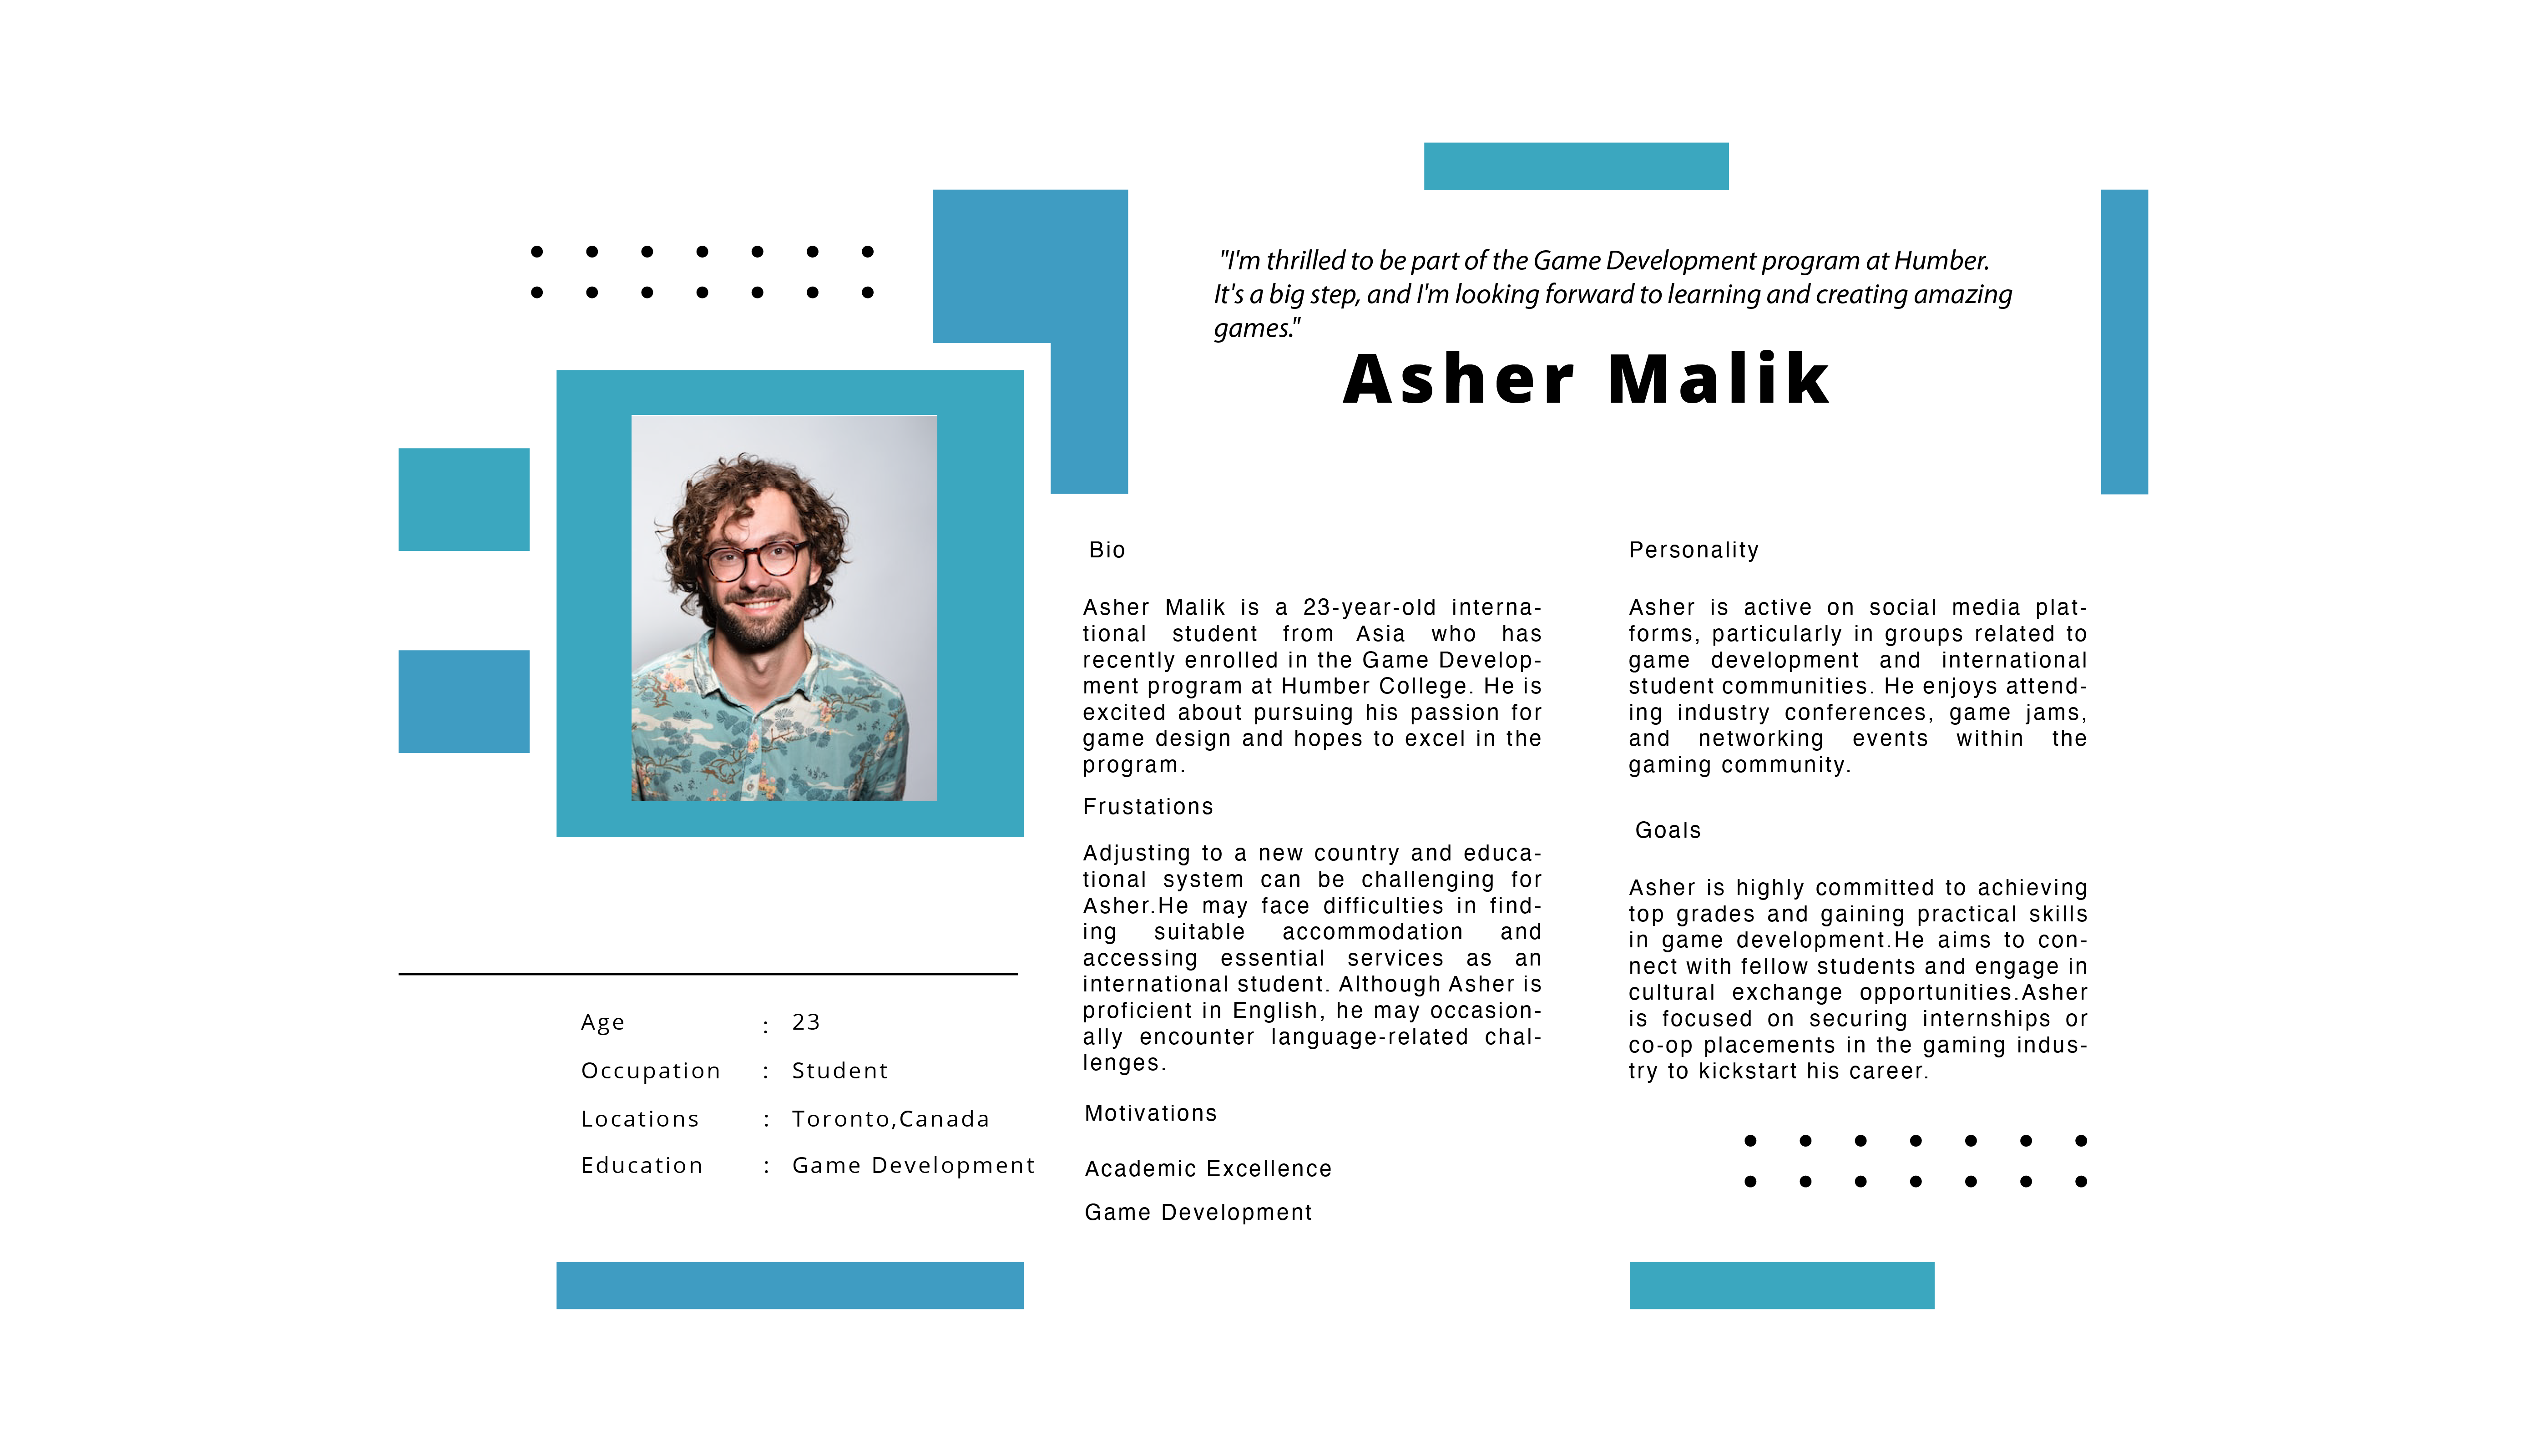 "I'm thrilled to be part of the Game Development program at Humber.
It's a big step, and I'm looking forward to learning and creating amazing
games."
Asher Malik
Bio
Asher Malik is a 23-year-old interna-
tional student from Asia who has
recently enrolled in the Game Develop-
ment program at Humber College. He is
excited about pursuing his passion for
game design and hopes to excel in the
program.
Frustations
Adjusting to a new country and educa-
tional system can be challenging for
Asher.He may face difficulties in find-
ing suitable accommodation and
accessing essential services as an
international student. Although Asher is
proficient in English, he may occasion-
ally encounter language-related chal-
lenges.
Motivations
Academic Excellence
Game Development
Personality
Asher is active on social media plat-
forms, particularly in groups related to
game development and international
student communities. He enjoys attend-
ing industry conferences, game jams,
and networking events within the
gaming community.
Goals
Asher is highly committed to achieving
top grades and gaining practical skills
in game development.He aims to con-
nect with fellow students and engage in
cultural exchange opportunities.Asher
is focused on securing internships or
co-op placements in the gaming indus-
try to kickstart his career.
Age : 23
Occupation : Student
Locations : Toronto,Canada
Education : Game Development